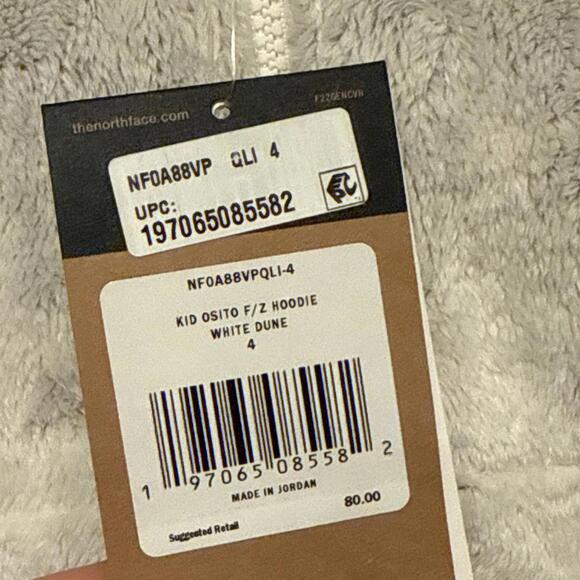 thenorthface.com
F22GENCVR
NF0A88VP QLI 4
UPC:
197065085582
NF0A88VPQLI-4
KID OSITO F/Z HOODIE
WHITE DUNE
4
1 97065 08558 2
MADE IN JORDAN
Suggested Retail 80.00